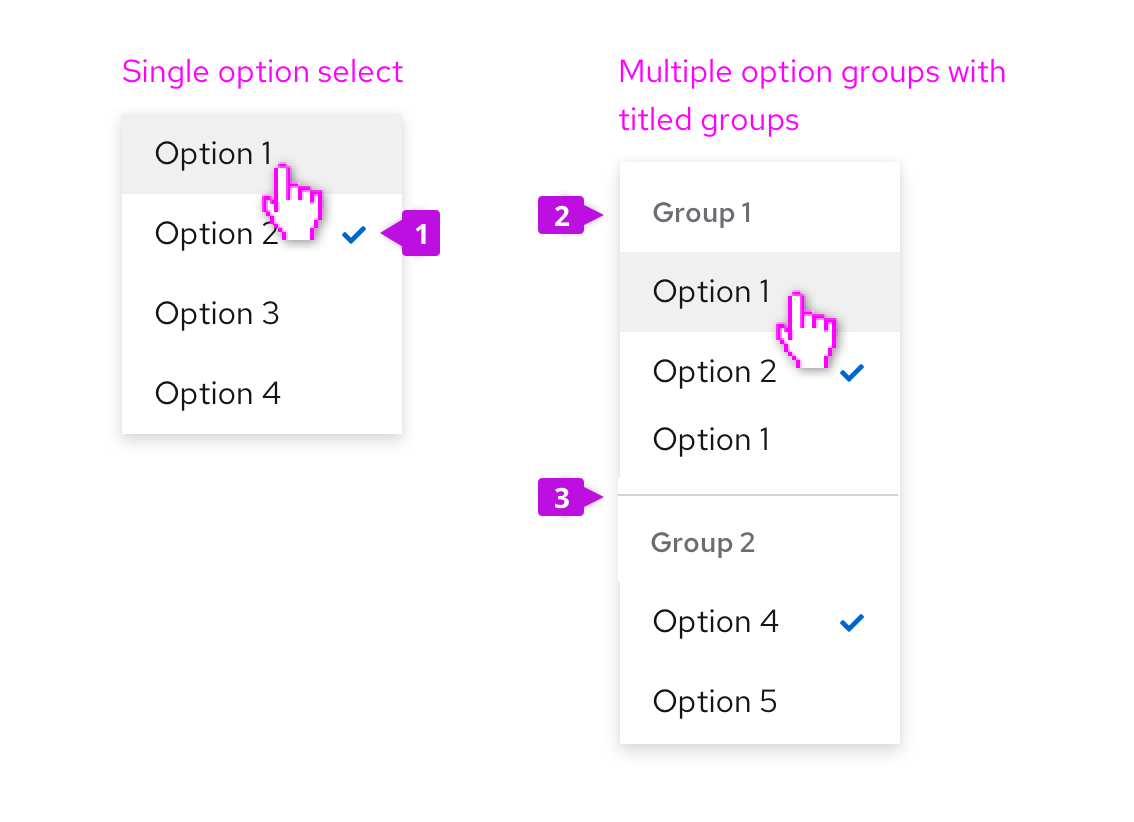 Single option select
Option 1
Option 2
1
Option 3
Option 4
Multiple option groups with
titled groups
2
Group 1
Option 1
Option 2
Option 1
3
Group 2
Option 4
Option 5